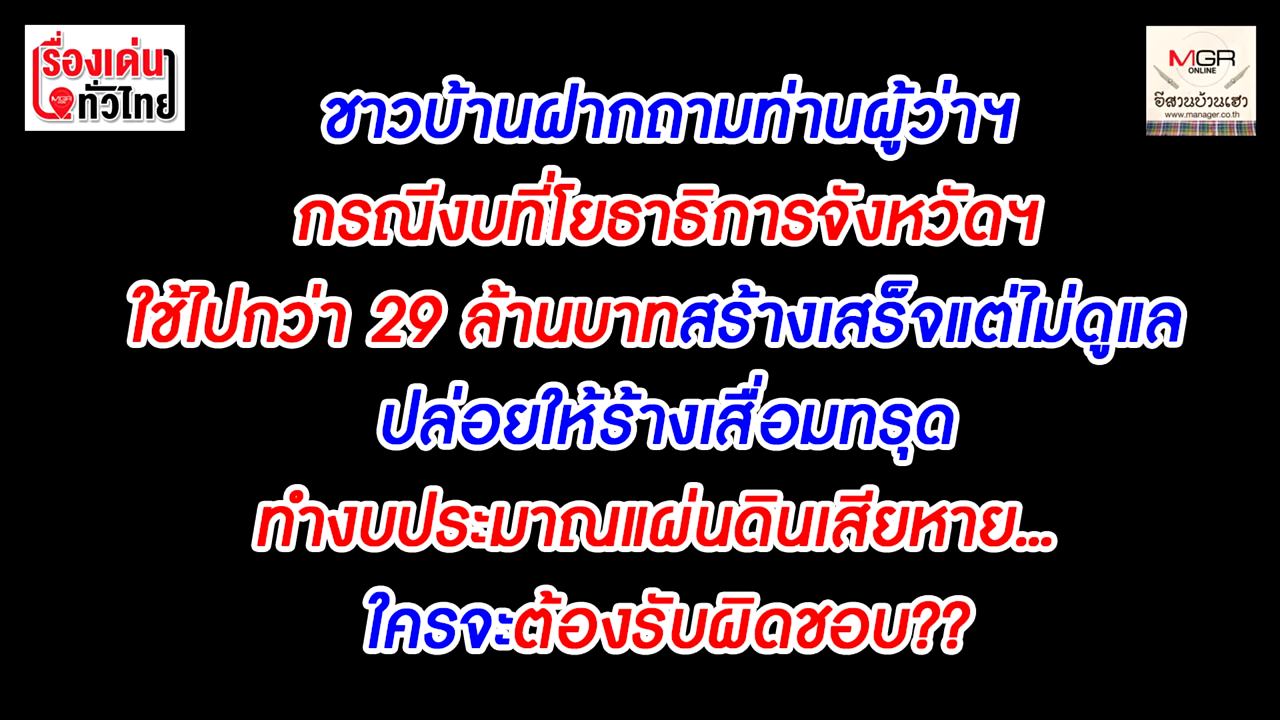 เรื่องเด่น
MGR
ทั่วไทย
MGR
ONLINE
อีสานบ้านเฮา
www.manager.co.th
ชาวบ้านฝากถามท่านผู้ว่าฯ
กรณีงบที่โยธาธิการจังหวัดฯ
ใช้ไปกว่า 29 ล้านบาทสร้างเสร็จแต่ไม่ดูแล
ปล่อยให้ร้างเสื่อมทรุด
ทำงบประมาณแผ่นดินเสียหาย...
ใครจะต้องรับผิดชอบ??